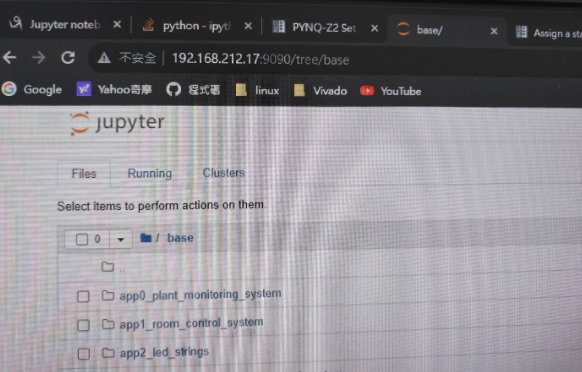 Jupyter noteb × python - ipyth × PYNQ-Z2 Set × base/ × Assign a sta
不安全 | 192.168.212.17:9090/tree/base
Google Yahoo奇摩 程式碼 linux Vivado YouTube
jupyter
Files Running Clusters
Select items to perform actions on them.
0 / base
..
app0_plant_monitoring_system
app1_room_control_system
app2_led_strings